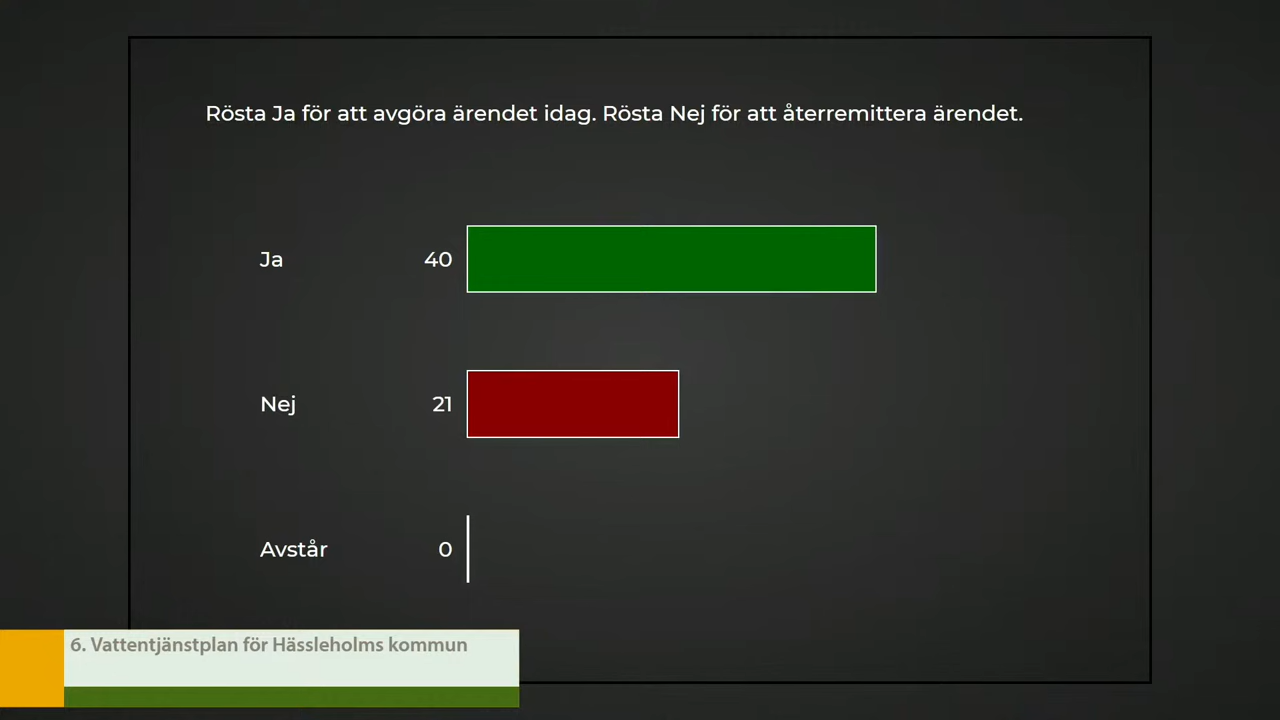 Rösta Ja för att avgöra ärendet idag. Rösta Nej för att återremittera ärendet.
Ja 40
Nej 21
Avstår 0
6. Vattentjänstplan för Hässleholms kommun